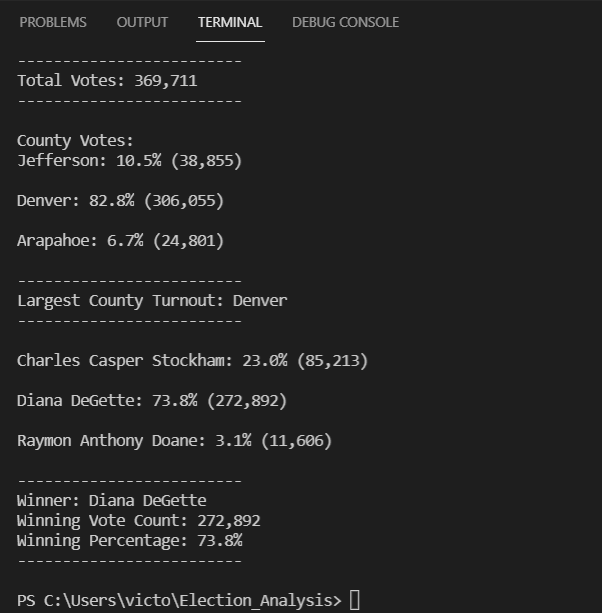 PROBLEMS OUTPUT TERMINAL DEBUG CONSOLE
-------------------------
Total Votes: 369,711
-------------------------
County Votes:
Jefferson: 10.5% (38,855)
Denver: 82.8% (306,055)
Arapahoe: 6.7% (24,801)
-------------------------
Largest County Turnout: Denver
-------------------------
Charles Casper Stockham: 23.0% (85,213)
Diana DeGette: 73.8% (272,892)
Raymon Anthony Doane: 3.1% (11,606)
-------------------------
Winner: Diana DeGette
Winning Vote Count: 272,892
Winning Percentage: 73.8%
-------------------------
PS C:\Users\victo\Election_Analysis>